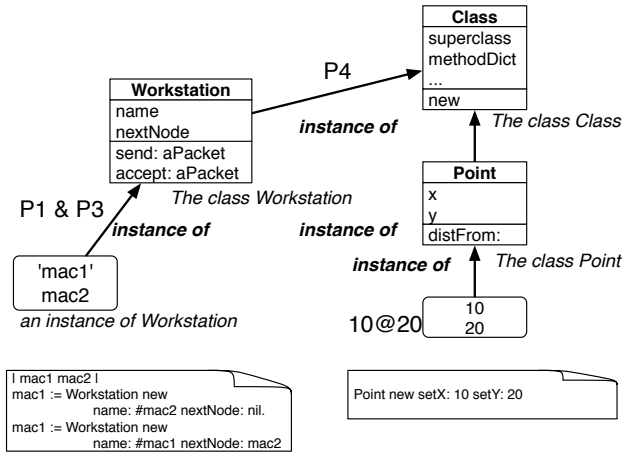 Class
superclass
methodDict
...
new
The class Class
P4
instance of
Workstation
name
nextNode
send: aPacket
accept: aPacket
The class Workstation
P1 & P3
instance of
'mac1'
mac2
an instance of Workstation
Point
x
y
distFrom:
The class Point
instance of
instance of
10@20
10
20
| mac1 mac2 |
mac1 := Workstation new
name: #mac2 nextNode: nil.
mac1 := Workstation new
name: #mac1 nextNode: mac2
Point new setX: 10 setY: 20